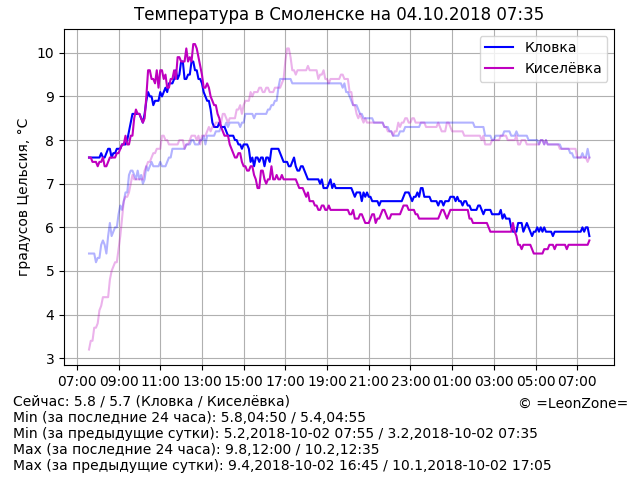 Температура в Смоленске на 04.10.2018 07:35
градусов Цельсия, °C
10
9
8
7
6
5
4
3
Кловка
Киселёвка
07:00 09:00 11:00 13:00 15:00 17:00 19:00 21:00 23:00 01:00 03:00 05:00 07:00
Сейчас: 5.8 / 5.7 (Кловка / Киселёвка)
© =LeonZone=
Min (за последние 24 часа): 5.8,04:50 / 5.4,04:55
Min (за предыдущие сутки): 5.2,2018-10-02 07:55 / 3.2,2018-10-02 07:35
Max (за последние 24 часа): 9.8,12:00 / 10.2,12:35
Max (за предыдущие сутки): 9.4,2018-10-02 16:45 / 10.1,2018-10-02 17:05